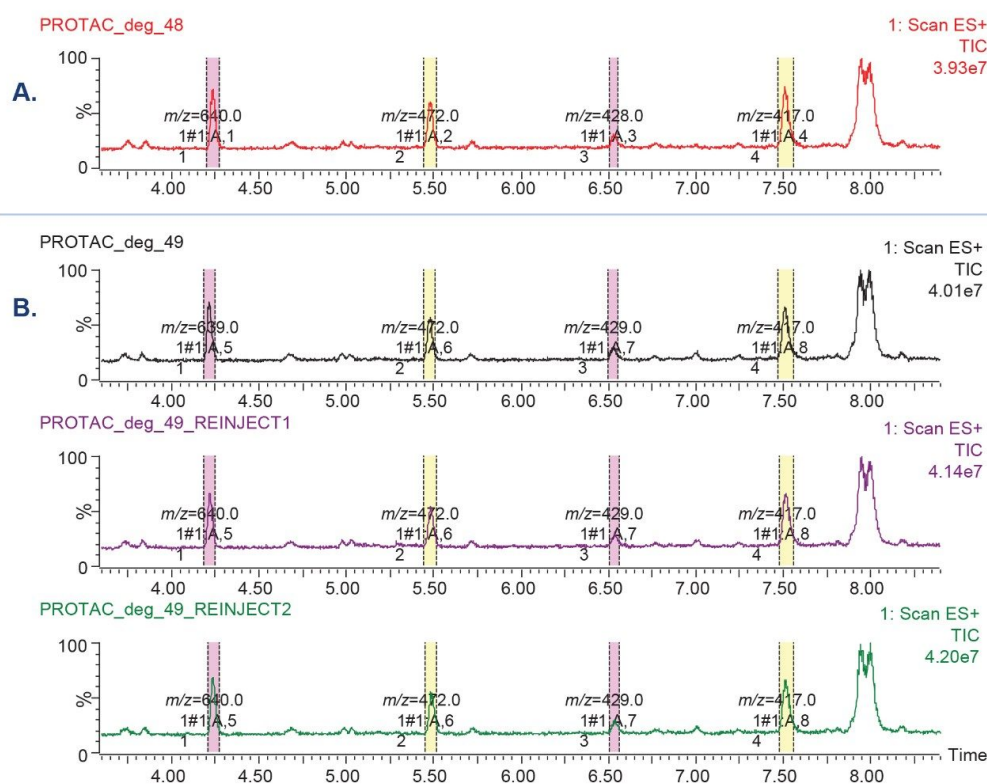 PROTAC_deg_48
1: Scan ES+
TIC
3.93e7
A.
100
%
0
m/z=640.0
1#1 A,1
1
m/z=472.0
1#1 A,2
2
m/z=428.0
1#1 A,3
3
m/z=417.0
1#1 A,4
4
4.00 4.50 5.00 5.50 6.00 6.50 7.00 7.50 8.00
PROTAC_deg_49
1: Scan ES+
TIC
4.01e7
B.
100
%
0
m/z=639.0
1#1 A,5
1
m/z=472.0
1#1 A,6
2
m/z=429.0
1#1 A,7
3
m/z=417.0
1#1 A,8
4
4.00 4.50 5.00 5.50 6.00 6.50 7.00 7.50 8.00
PROTAC_deg_49_REINJECT1
1: Scan ES+
TIC
4.14e7
100
%
0
m/z=640.0
1#1 A,5
1
m/z=472.0
1#1 A,6
2
m/z=429.0
1#1 A,7
3
m/z=417.0
1#1 A,8
4
4.00 4.50 5.00 5.50 6.00 6.50 7.00 7.50 8.00
PROTAC_deg_49_REINJECT2
1: Scan ES+
TIC
4.20e7
100
%
0
m/z=640.0
1#1 A,5
1
m/z=472.0
1#1 A,6
2
m/z=429.0
1#1 A,7
3
m/z=417.0
1#1 A,8
4
Time
4.00 4.50 5.00 5.50 6.00 6.50 7.00 7.50 8.00